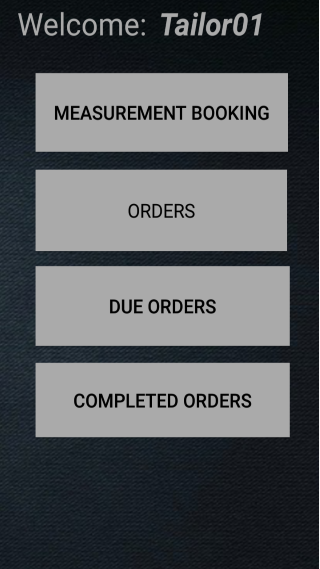 Welcome: Tailor01
MEASUREMENT BOOKING
ORDERS
DUE ORDERS
COMPLETED ORDERS